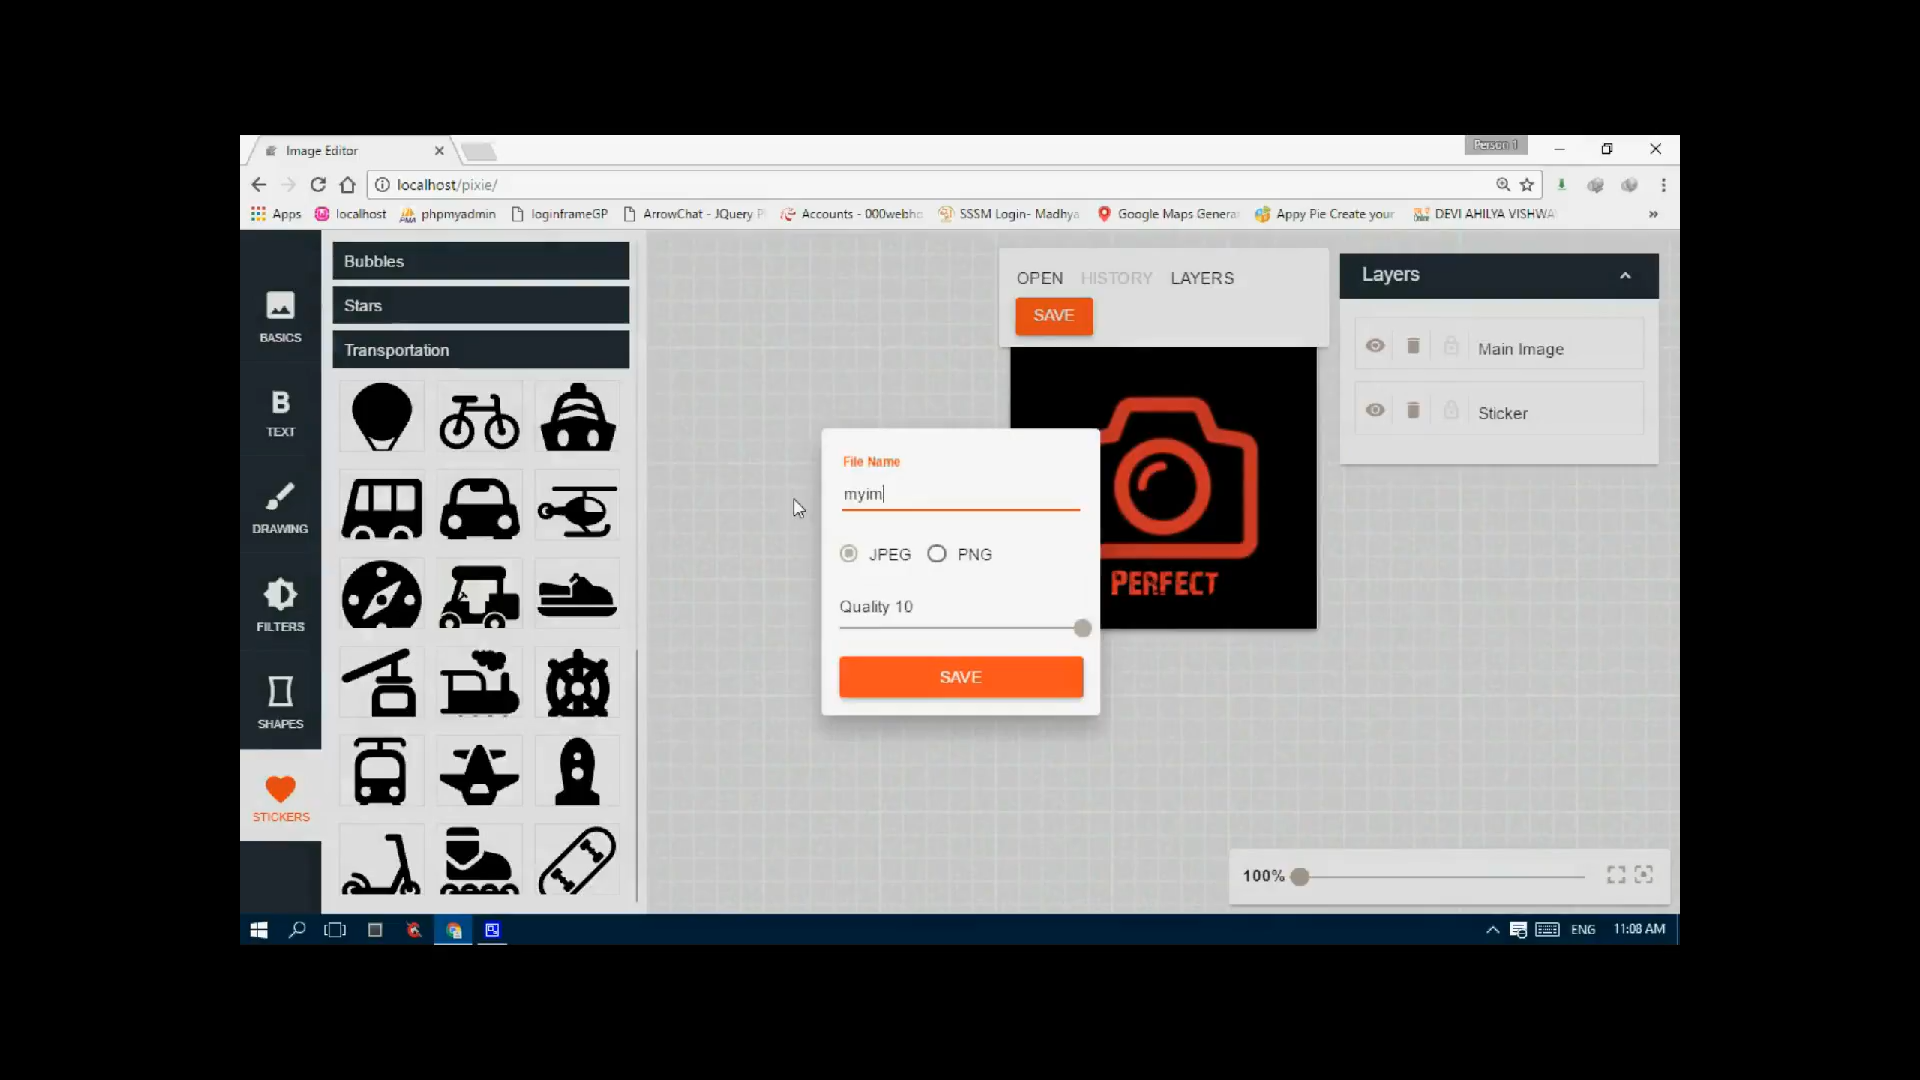 Image Editor
Person 1
localhost/pixie/
Apps
localhost
phpmyadmin
loginframeGP
ArrowChat - JQuery P
Accounts - 000webho
SSSM Login- Madhya
Google Maps Genera
Appy Pie Create your
DEVI AHILYA VISHWA
»
BASICS
TEXT
DRAWING
FILTERS
SHAPES
STICKERS
Bubbles
Stars
Transportation
OPEN HISTORY LAYERS
SAVE
PERFECT
File Name
myim
JPEG PNG
Quality 10
SAVE
Layers
Main Image
Sticker
100%
ENG 11:08 AM